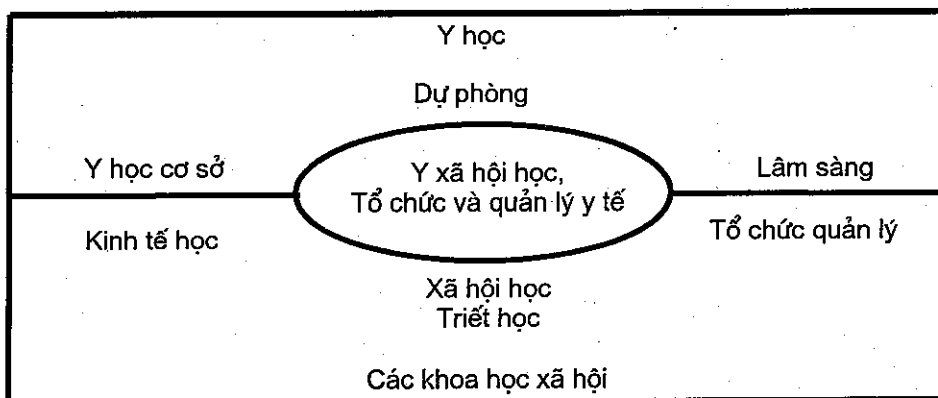 Y học
Dự phòng
Y học cơ sở
Y xã hội học,
Tổ chức và quản lý y tế
Lâm sàng
Kinh tế học
Tổ chức quản lý
Xã hội học
Triết học
Các khoa học xã hội